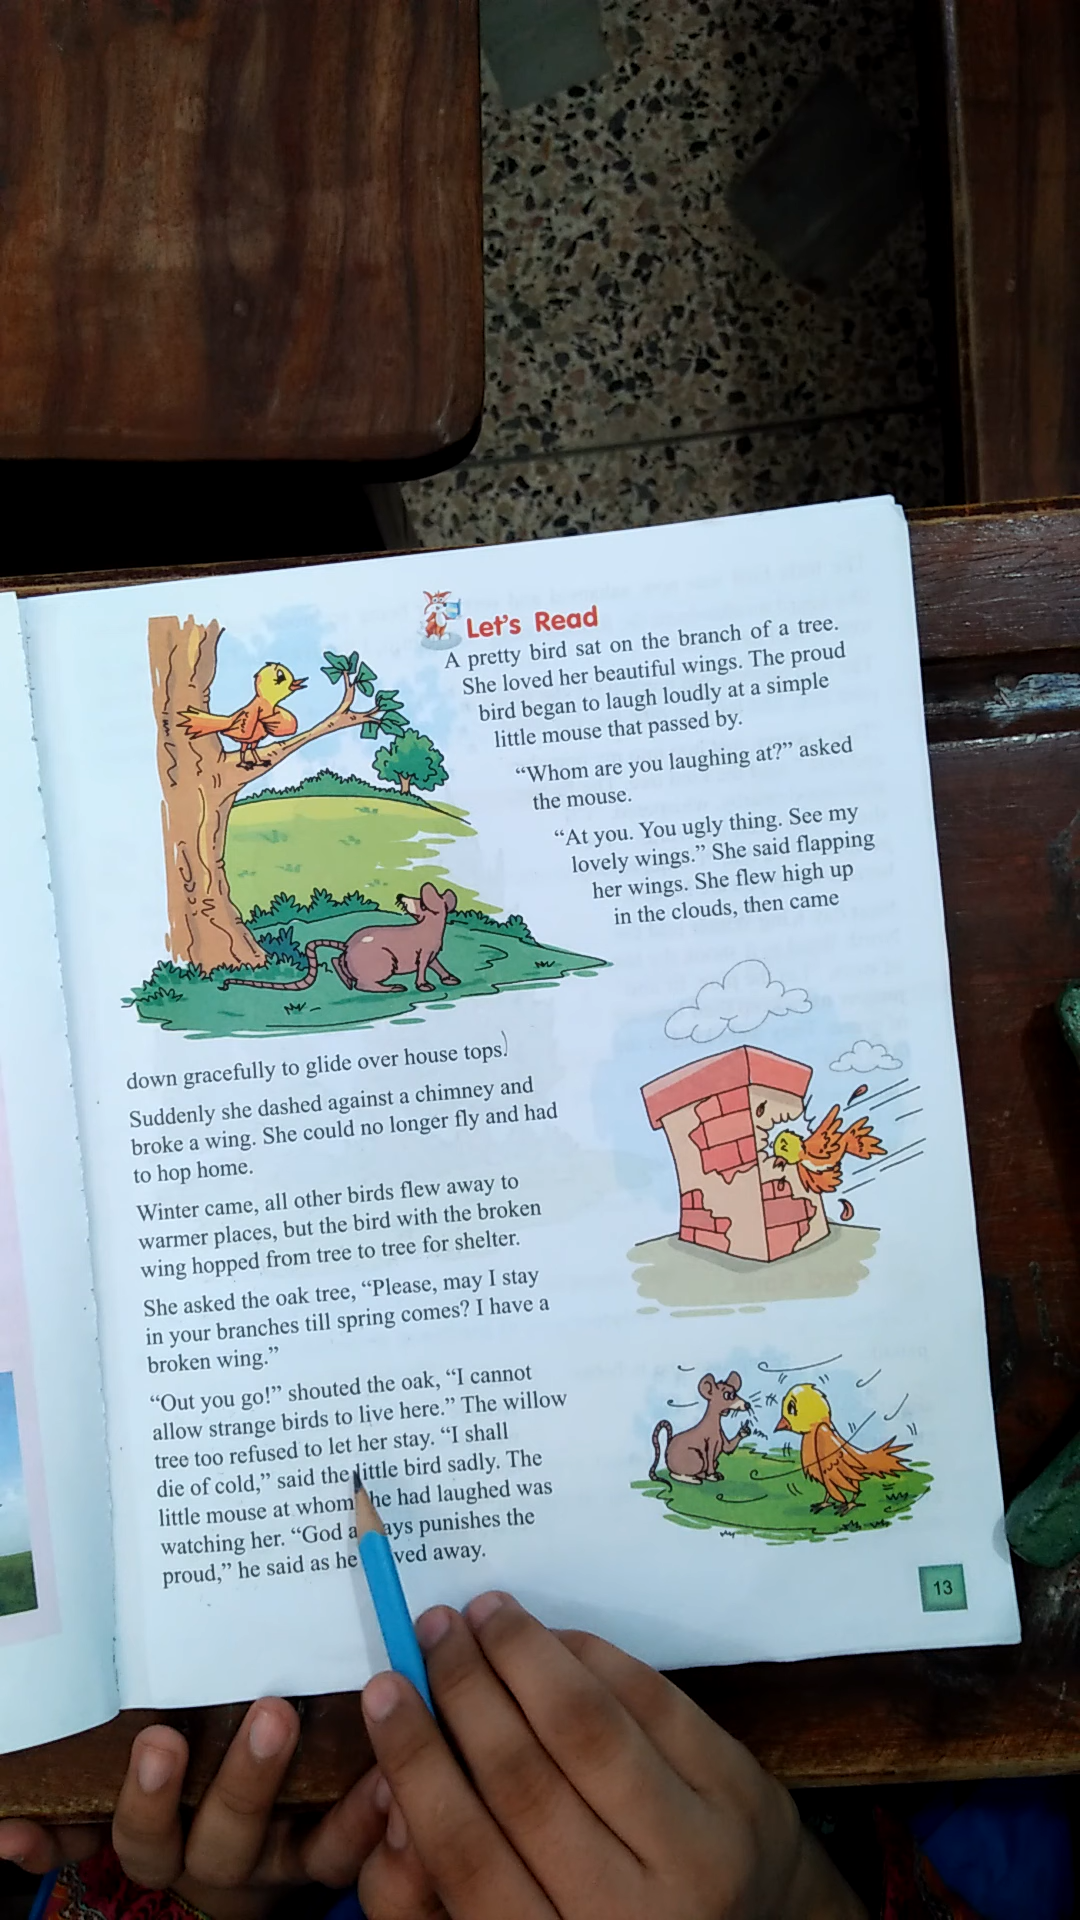 Let's Read
A pretty bird sat on the branch of a tree.
She loved her beautiful wings. The proud
bird began to laugh loudly at a simple
little mouse that passed by.
“Whom are you laughing at?” asked
the mouse.
“At you. You ugly thing. See my
lovely wings.” She said flapping
her wings. She flew high up
in the clouds, then came
down gracefully to glide over house tops.
Suddenly she dashed against a chimney and
broke a wing. She could no longer fly and had
to hop home.
Winter came, all other birds flew away to
warmer places, but the bird with the broken
wing hopped from tree to tree for shelter.
She asked the oak tree, “Please, may I stay
in your branches till spring comes? I have a
broken wing.”
“Out you go!” shouted the oak, “I cannot
allow strange birds to live here.” The willow
tree too refused to let her stay. “I shall
die of cold,” said the little bird sadly. The
little mouse at whom he had laughed was
watching her. “God punishes the
proud,” he said as he away.
13